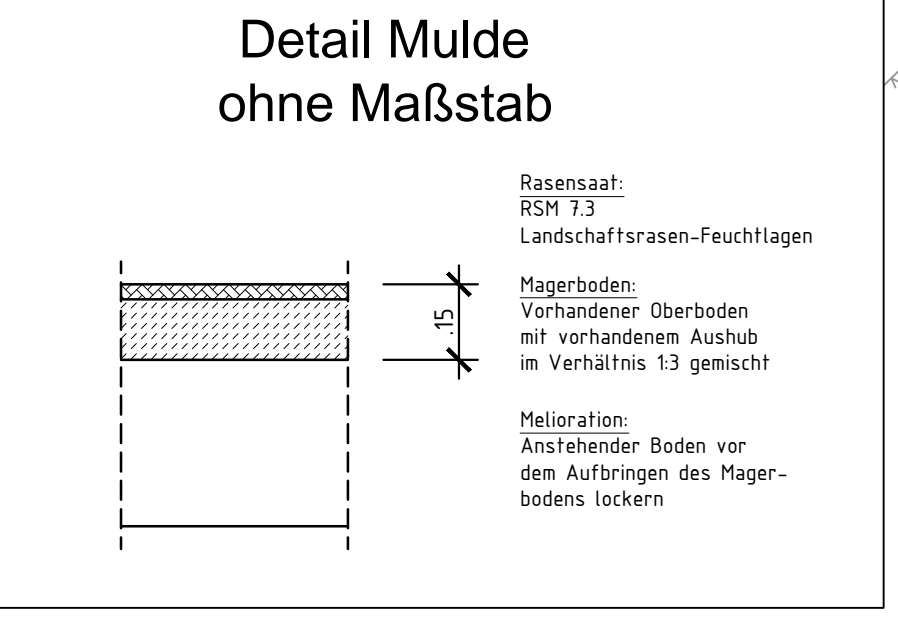 Detail Mulde
ohne Maßstab
Rasensaat:
RSM 7.3
Landschaftsrasen-Feuchtlagen
Magerboden:
Vorhandener Oberboden
mit vorhandenem Aushub
im Verhältnis 1:3 gemischt
.15
Melioration:
Anstehender Boden vor
dem Aufbringen des Mager-
bodens lockern